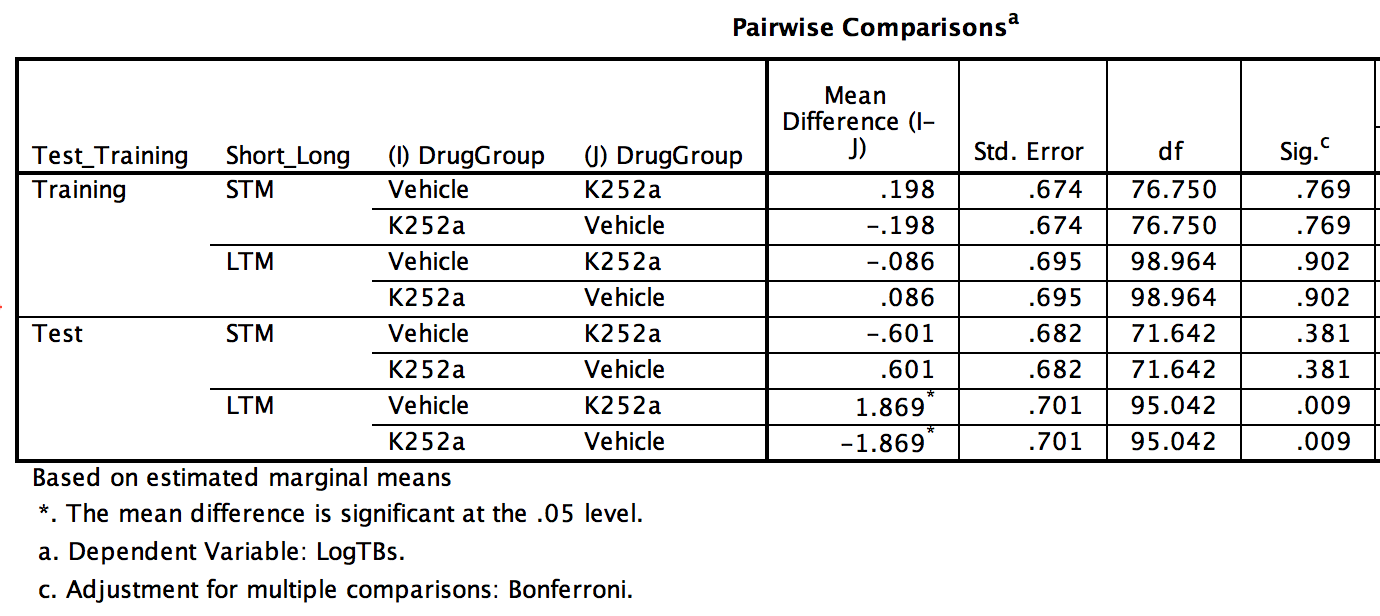 Pairwise Comparisonsa
Test_Training Short_Long (I) DrugGroup (J) DrugGroup Mean Difference (I–J) Std. Error df Sig.c
Training STM Vehicle K252a .198 .674 76.750 .769
K252a Vehicle –.198 .674 76.750 .769
LTM Vehicle K252a –.086 .695 98.964 .902
K252a Vehicle .086 .695 98.964 .902
Test STM Vehicle K252a –.601 .682 71.642 .381
K252a Vehicle .601 .682 71.642 .381
LTM Vehicle K252a 1.869* .701 95.042 .009
K252a Vehicle –1.869* .701 95.042 .009
Based on estimated marginal means
*. The mean difference is significant at the .05 level.
a. Dependent Variable: LogTBs.
c. Adjustment for multiple comparisons: Bonferroni.